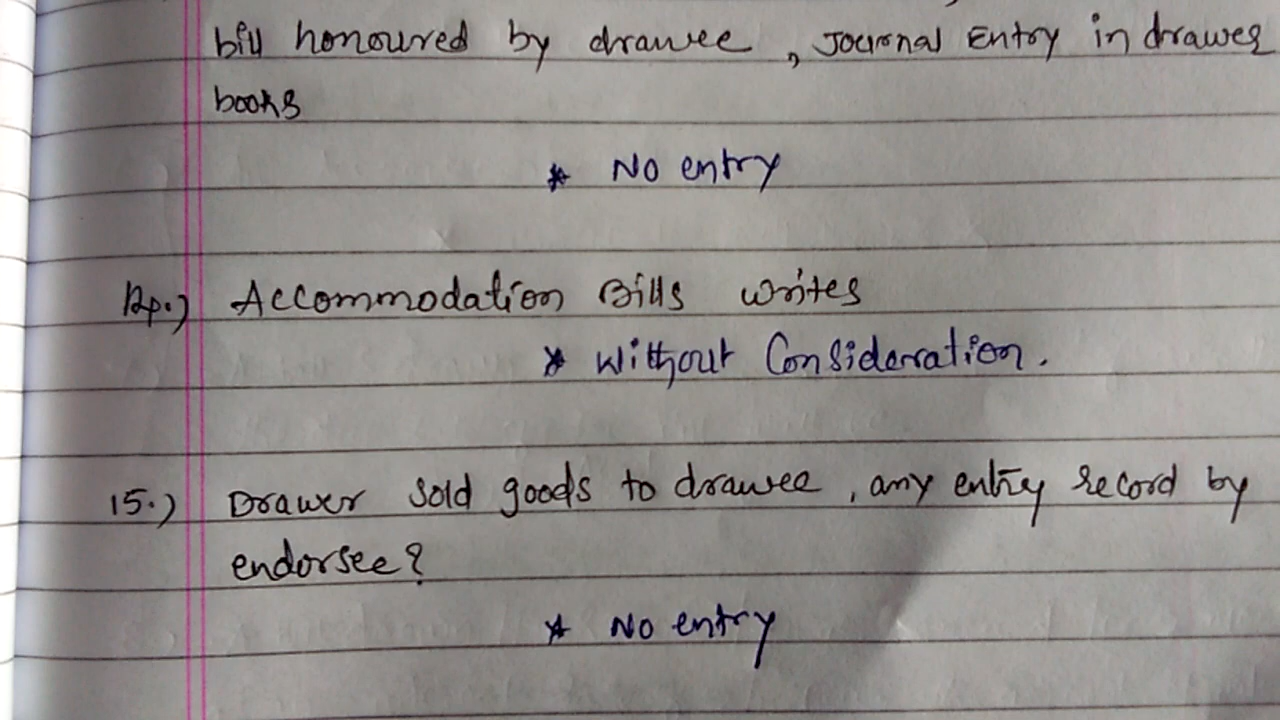 bill honoured by drawee, Journal Entry in drawer
books
* No entry
14.) Accommodation Bills writes
* Without Consideration.
15.) Drawer sold goods to drawee, any entry record by
endorsee?
* No entry